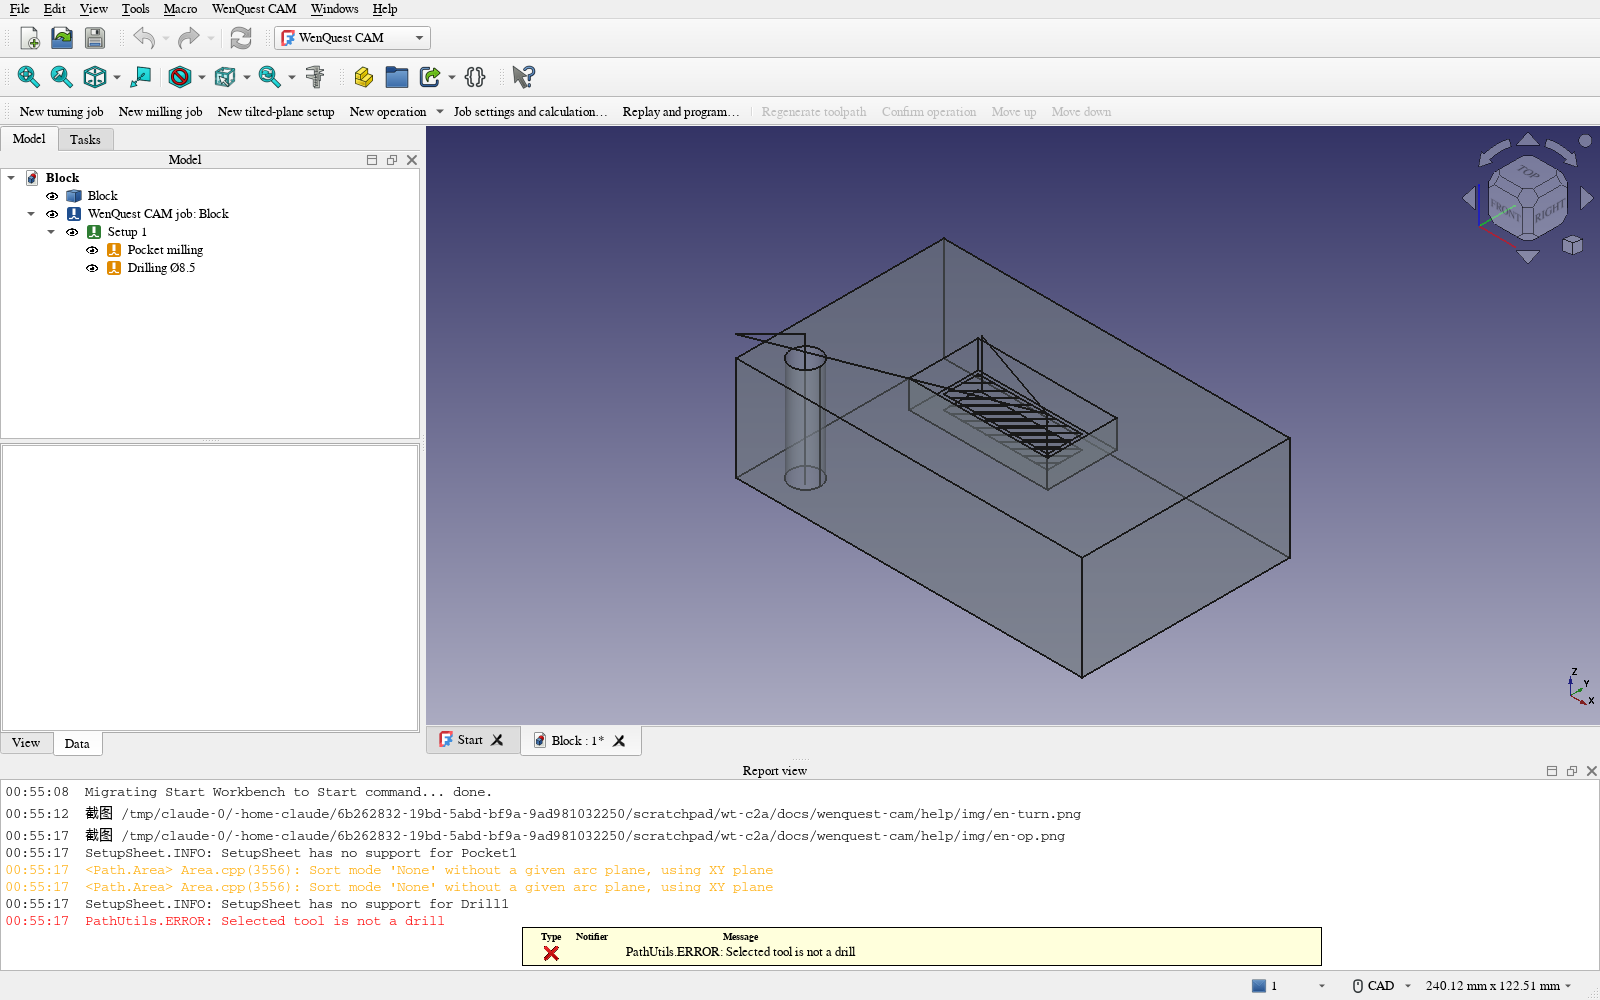 File Edit View Tools Macro WenQuest CAM Windows Help
WenQuest CAM
New turning job New milling job New tilted-plane setup New operation Job settings and calculation… Replay and program… Regenerate toolpath Confirm operation Move up Move down
Model Tasks
Model
Block
Block
WenQuest CAM job: Block
Setup 1
Pocket milling
Drilling Ø8.5
TOP
FRONT
RIGHT
Z
Y
X
View Data
Start
Block : 1*
Report view
00:55:08 Migrating Start Workbench to Start command... done.
00:55:12 截图 /tmp/claude-0/-home-claude/6b262832-19bd-5abd-bf9a-9ad981032250/scratchpad/wt-c2a/docs/wenquest-cam/help/img/en-turn.png
00:55:17 截图 /tmp/claude-0/-home-claude/6b262832-19bd-5abd-bf9a-9ad981032250/scratchpad/wt-c2a/docs/wenquest-cam/help/img/en-op.png
00:55:17 SetupSheet.INFO: SetupSheet has no support for Pocket1
00:55:17 <Path.Area> Area.cpp(3556): Sort mode 'None' without a given arc plane, using XY plane
00:55:17 <Path.Area> Area.cpp(3556): Sort mode 'None' without a given arc plane, using XY plane
00:55:17 SetupSheet.INFO: SetupSheet has no support for Drill1
00:55:17 PathUtils.ERROR: Selected tool is not a drill
Type Notifier Message
PathUtils.ERROR: Selected tool is not a drill
1 CAD 240.12 mm x 122.51 mm